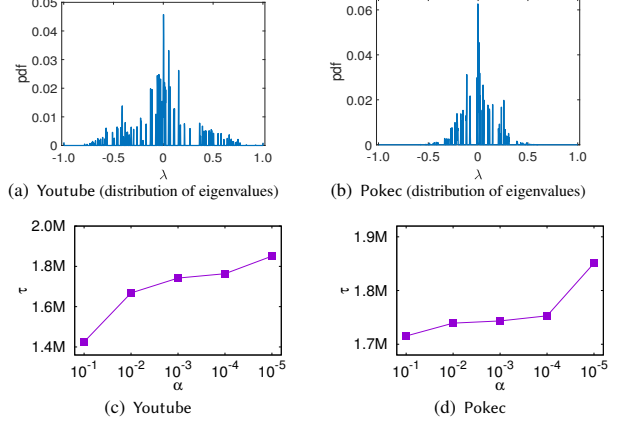 0.05
0.04
0.03
0.02
0.01
0
pdf
-1.0 -0.5 0 0.5 1.0
λ
(a) Youtube (distribution of eigenvalues)
0.06
0.04
0.02
0
pdf
-1.0 -0.5 0 0.5 1.0
λ
(b) Pokec (distribution of eigenvalues)
2.0M
1.8M
1.6M
1.4M
τ
10⁻¹ 10⁻² 10⁻³ 10⁻⁴ 10⁻⁵
α
(c) Youtube
1.9M
1.8M
1.7M
τ
10⁻¹ 10⁻² 10⁻³ 10⁻⁴ 10⁻⁵
α
(d) Pokec